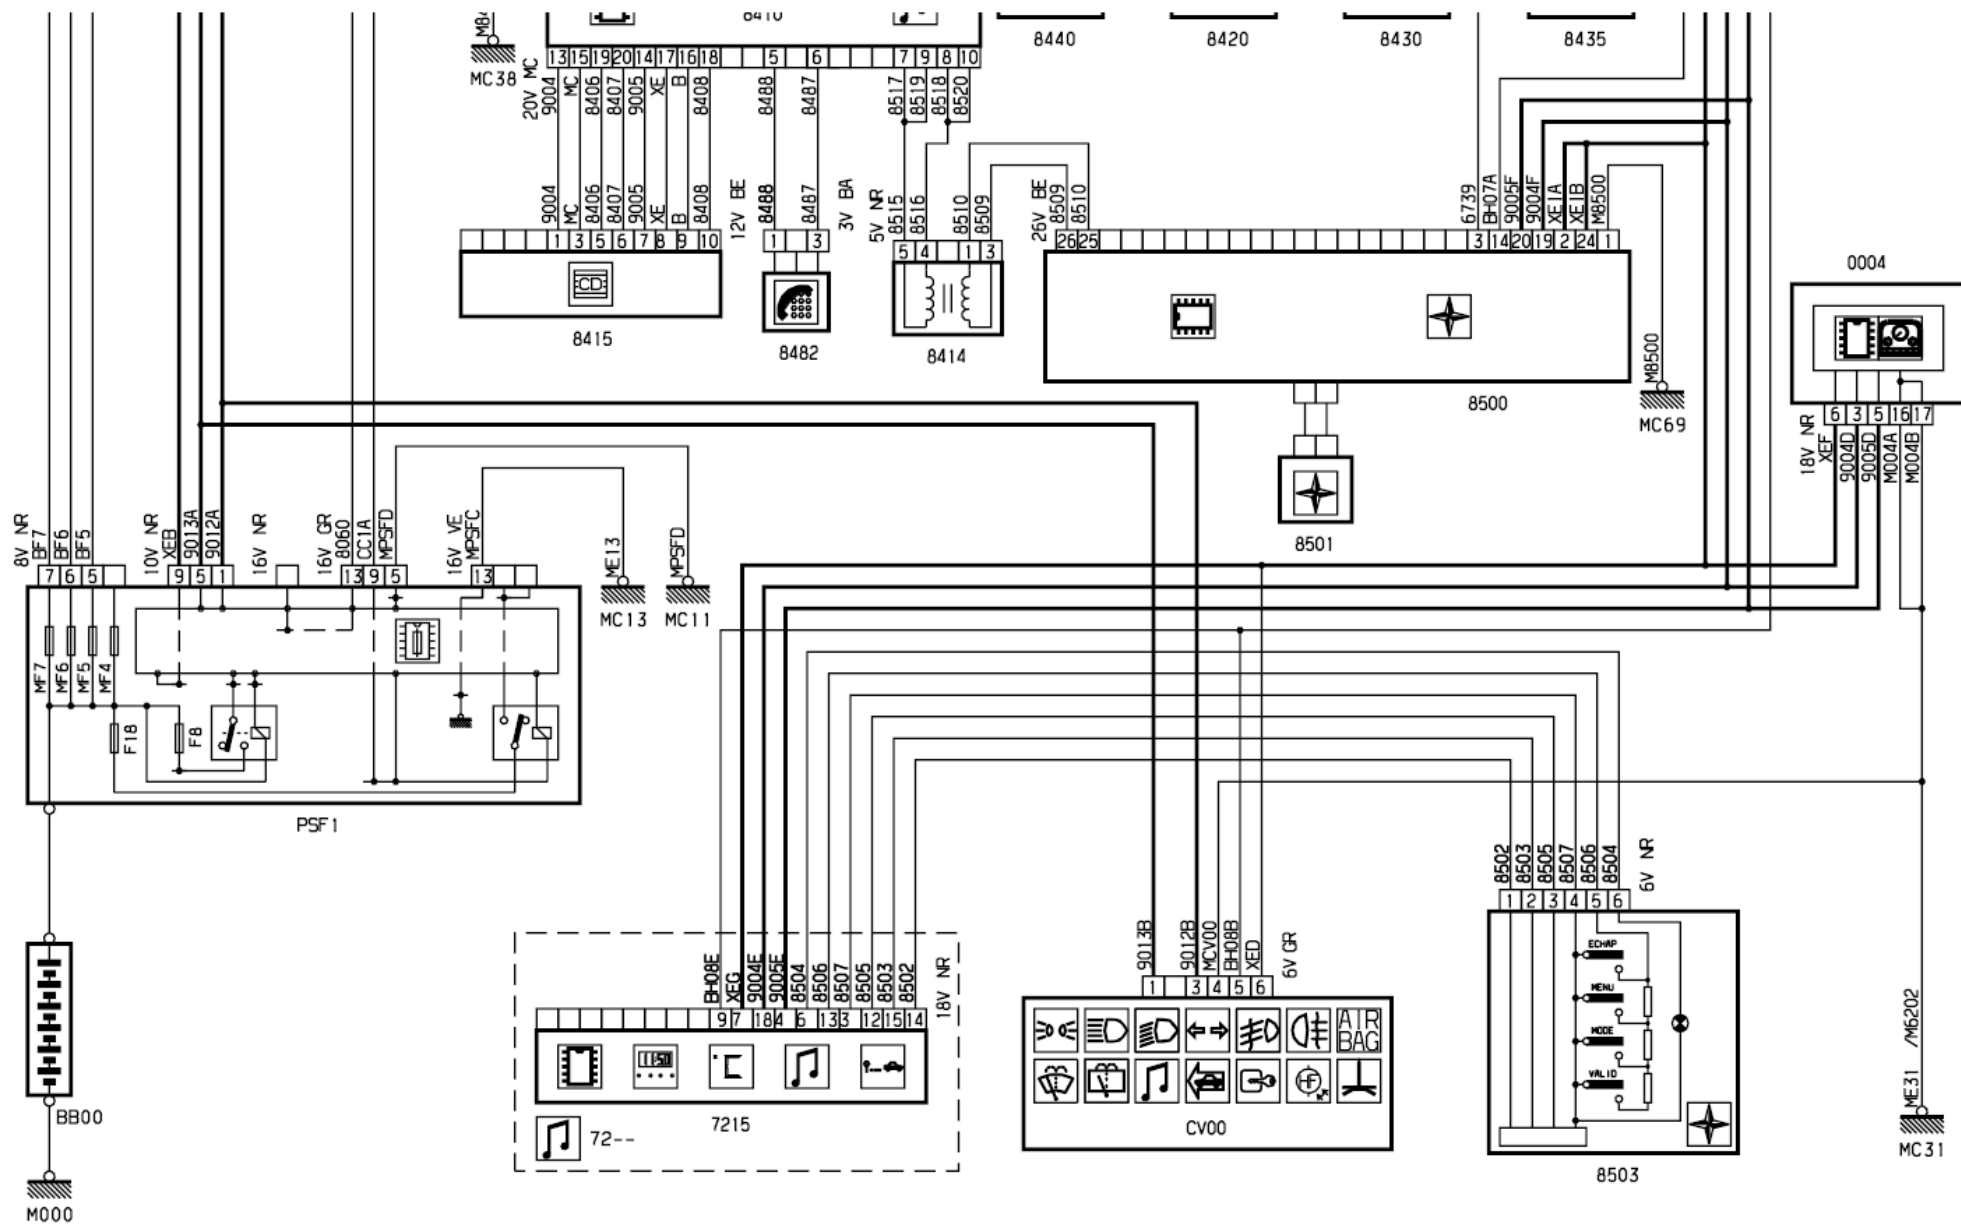 8440
8420
8430
8435
MC38
13 15 19 20 14 17 16 18 5 6 7 9 8 10
20V MC
9004
MC
8406
8407
9005
XE
B
8408
8488
8487
8517
8519
8518
8520
9004
MC
8406
8407
9005
XE
B
8408
12V BE
8488
8487
3V BA
5V NR
8515
8516
8510
8509
26V BE
8509
8510
6739
BH07A
9005F
9004F
XE1A
XE1B
M8500
1 3 5 6 7 8 9 10
1 3
5 4 1 3
26 25 3 14 20 19 2 24 1
CD
8415
8482
8414
8500
M8500
MC69
0004
6 3 5 16 17
18V NR
XEF
9004D
9005D
M004A
M004B
8501
8V NR
BF7
BF6
BF5
10V NR
XEB
9013A
9012A
16V NR
16V GR
8060
CC1A
MPSFD
16V VE
MPSFC
ME13
MPSFD
7 6 5 9 5 1 13 9 5 13
MC13
MC11
MF7
MF6
MF5
MF4
F18
F8
PSF1
BB00
M000
BH08E
XEG
9004E
9005E
8504
8506
8507
8505
8503
8502
18V NR
9 7 18 4 6 13 3 12 15 14
11:50
°C
7215
72--
9013B
9012B
MCV00
BH08B
XED
6V GR
1 3 4 5 6
AIR
BAG
HF
CV00
8502
8503
8505
8507
8506
8504
6V NR
1 2 3 4 5 6
ECHAP
MENU
MODE
VALID
8503
ME31 /M6202
MC31